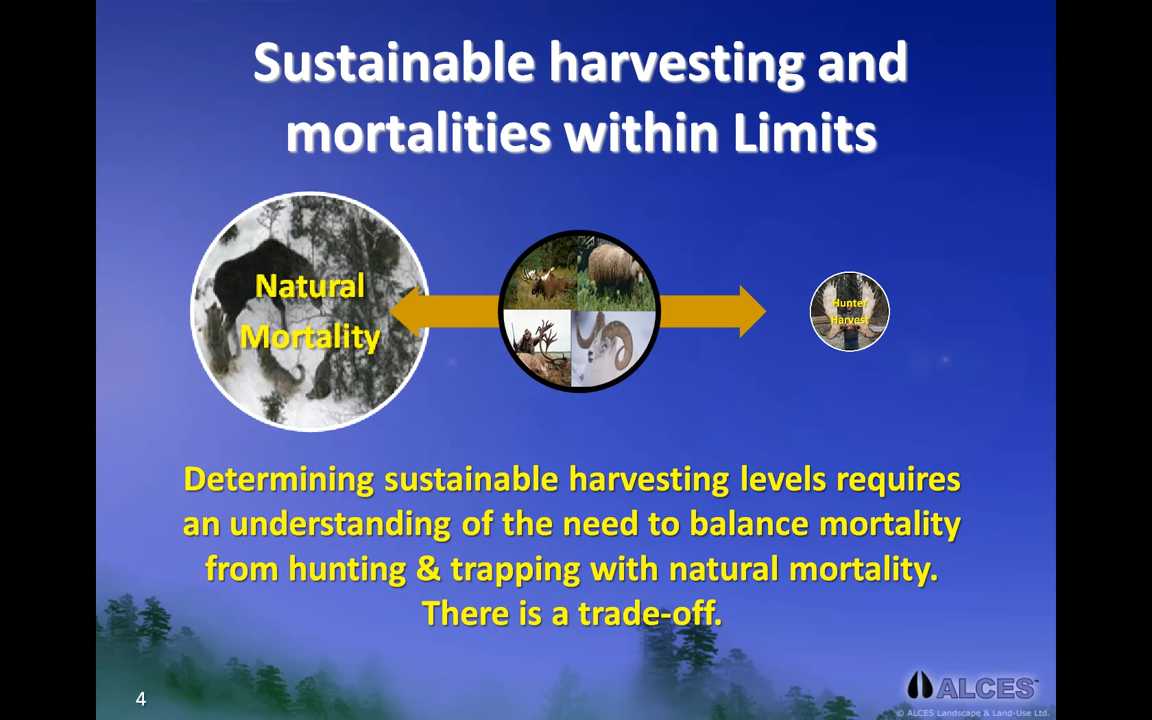 Sustainable harvesting and
mortalities within Limits
Natural
Mortality
Hunter
Harvest
Determining sustainable harvesting levels requires
an understanding of the need to balance mortality
from hunting & trapping with natural mortality.
There is a trade-off.
4
ALCES™
© ALCES Landscape & Land-Use Ltd.